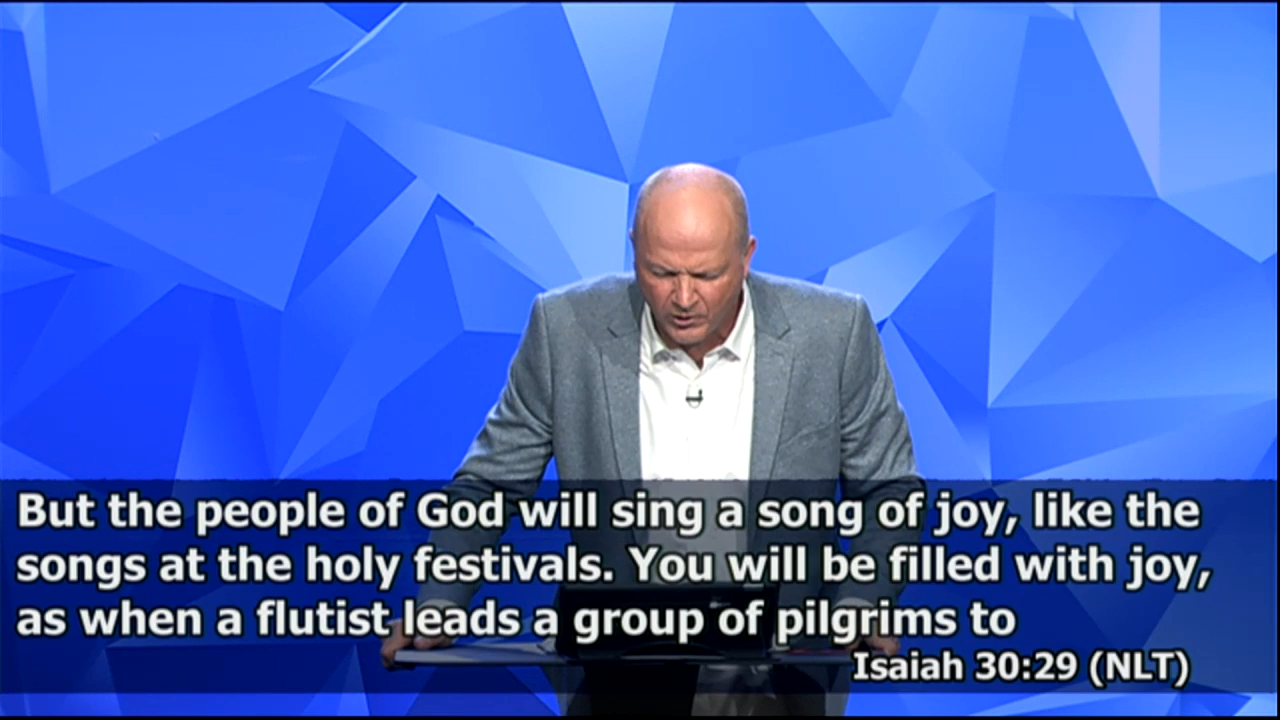 But the people of God will sing a song of joy, like the
songs at the holy festivals. You will be filled with joy,
as when a flutist leads a group of pilgrims to
Isaiah 30:29 (NLT)